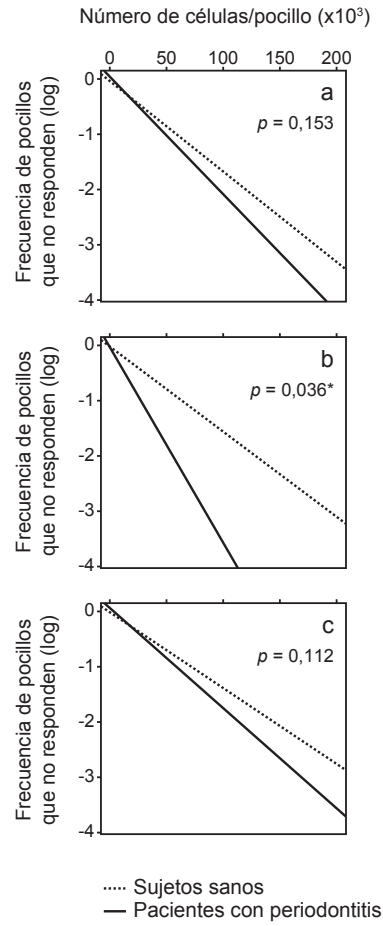 Número de células/pocillo (x10³)
0 50 100 150 200
Frecuencia de pocillos
que no responden (log)
0
-1
-2
-3
-4
a
p = 0,153
Frecuencia de pocillos
que no responden (log)
0
-1
-2
-3
-4
b
p = 0,036*
Frecuencia de pocillos
que no responden (log)
0
-1
-2
-3
-4
c
p = 0,112
Sujetos sanos
Pacientes con periodontitis